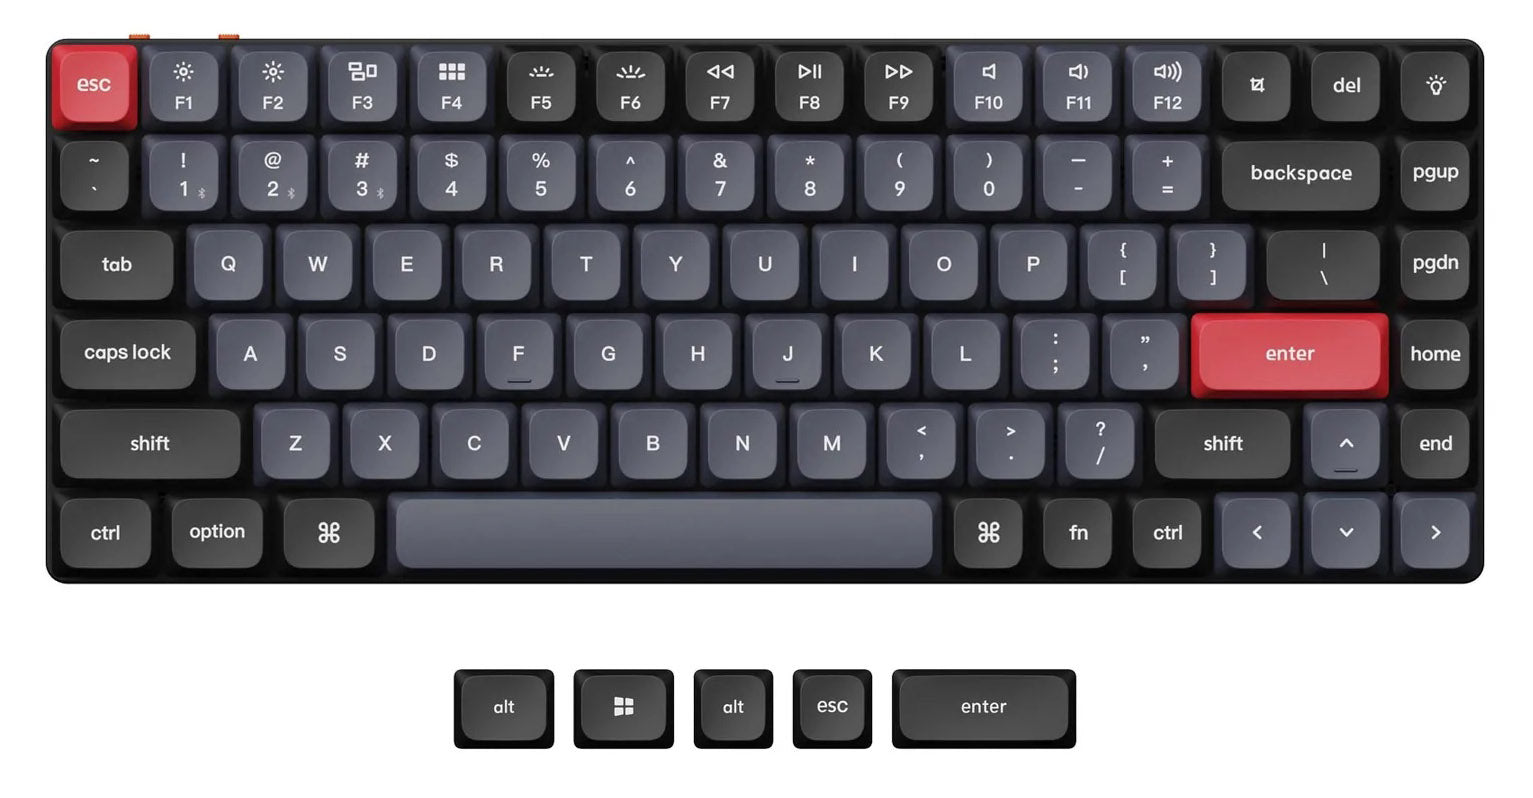 esc F1 F2 F3 F4 F5 F6 F7 F8 F9 F10 F11 F12 del
~ ! @ # $ % ^ & * ( ) — +
` 1 2 3 4 5 6 7 8 9 0 - = backspace pgup
tab Q W E R T Y U I O P { } | pgdn
[ ] \
caps lock A S D F G H J K L : ” enter home
; ’
shift Z X C V B N M < > ? shift ^ end
, . /
ctrl option ⌘ ⌘ fn ctrl < ⌄ >
alt alt esc enter